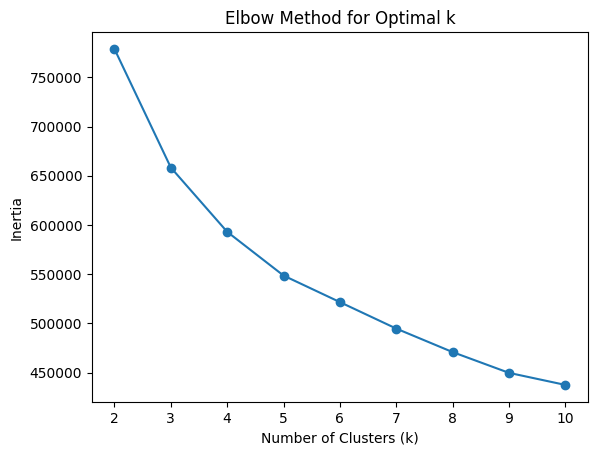 Elbow Method for Optimal k
Inertia
750000
700000
650000
600000
550000
500000
450000
2 3 4 5 6 7 8 9 10
Number of Clusters (k)